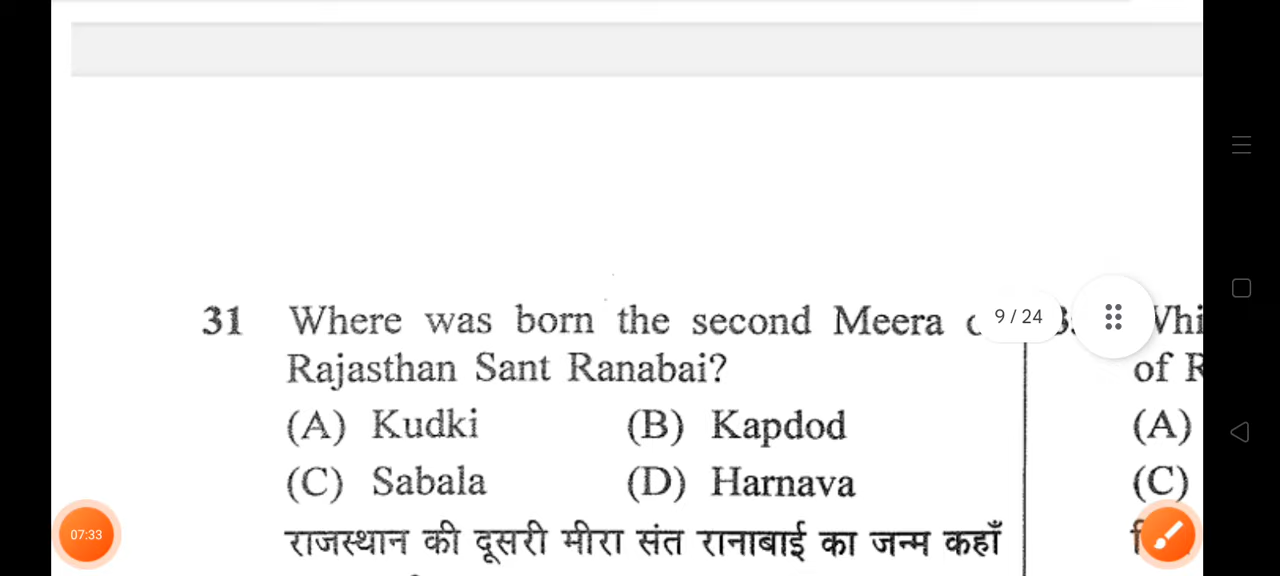 31 Where was born the second Meera
9 / 24
Rajasthan Sant Ranabai?
of
(A) Kudki (B) Kapdod
(A)
(C) Sabala (D) Harnava
(C)
राजस्थान की दूसरी मीरा संत रानाबाई का जन्म कहाँ
07:33